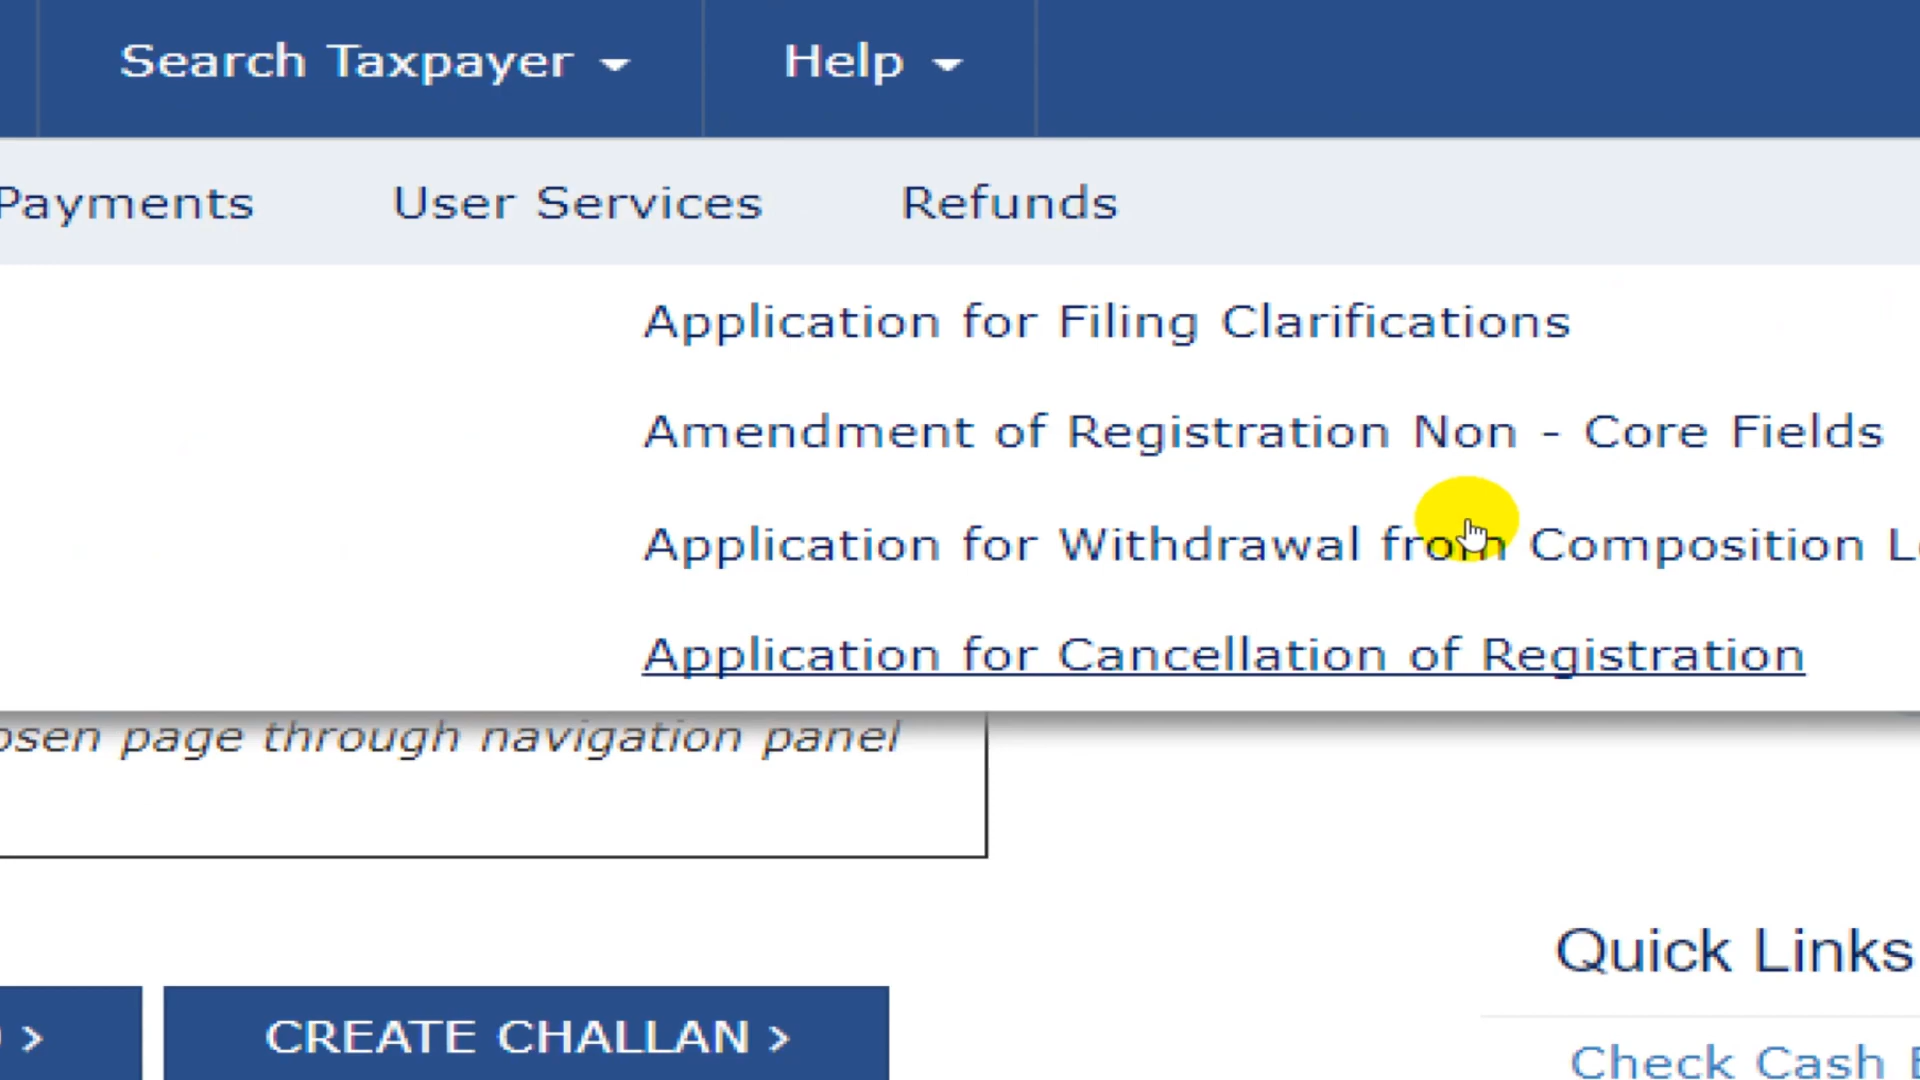 Search Taxpayer
Help
Payments User Services Refunds
Application for Filing Clarifications
Amendment of Registration Non - Core Fields
Application for Withdrawal from Composition
Application for Cancellation of Registration
page through navigation panel
CREATE CHALLAN >
Quick Links
Check Cash